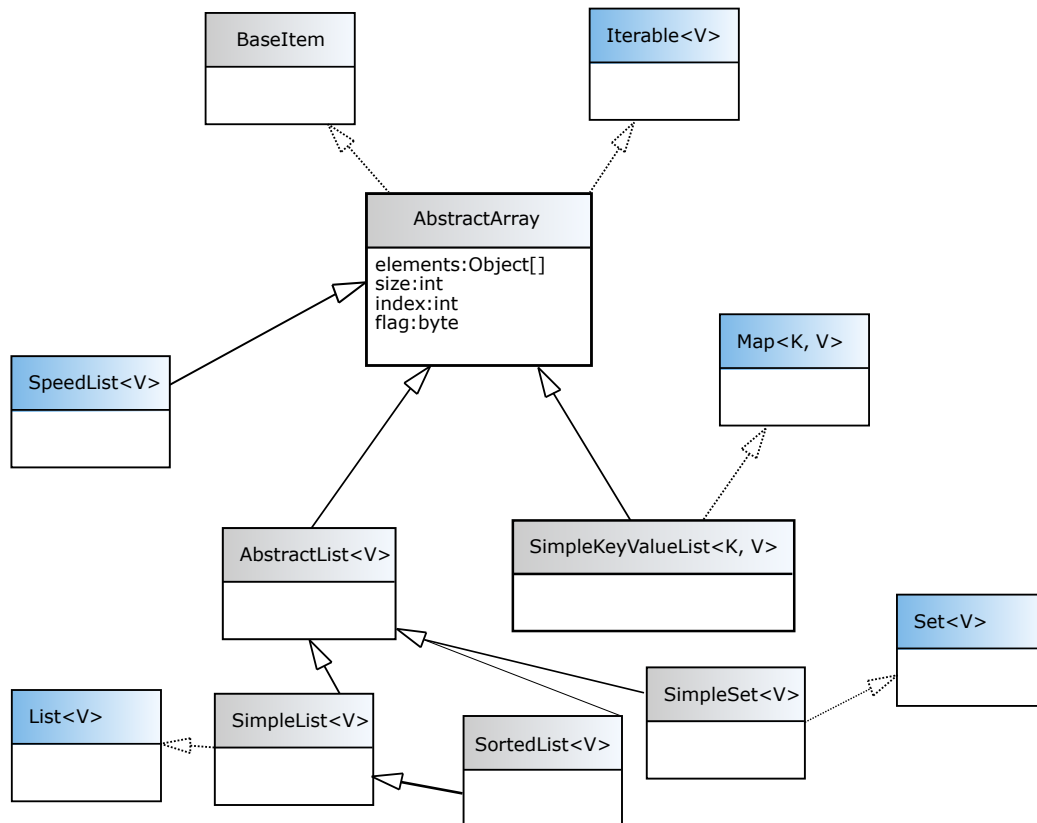 BaseItem
Iterable<V>
AbstractArray
elements:Object[]
size:int
index:int
flag:byte
Map<K, V>
SpeedList<V>
AbstractList<V>
SimpleKeyValueList<K, V>
Set<V>
SimpleSet<V>
List<V>
SimpleList<V>
SortedList<V>